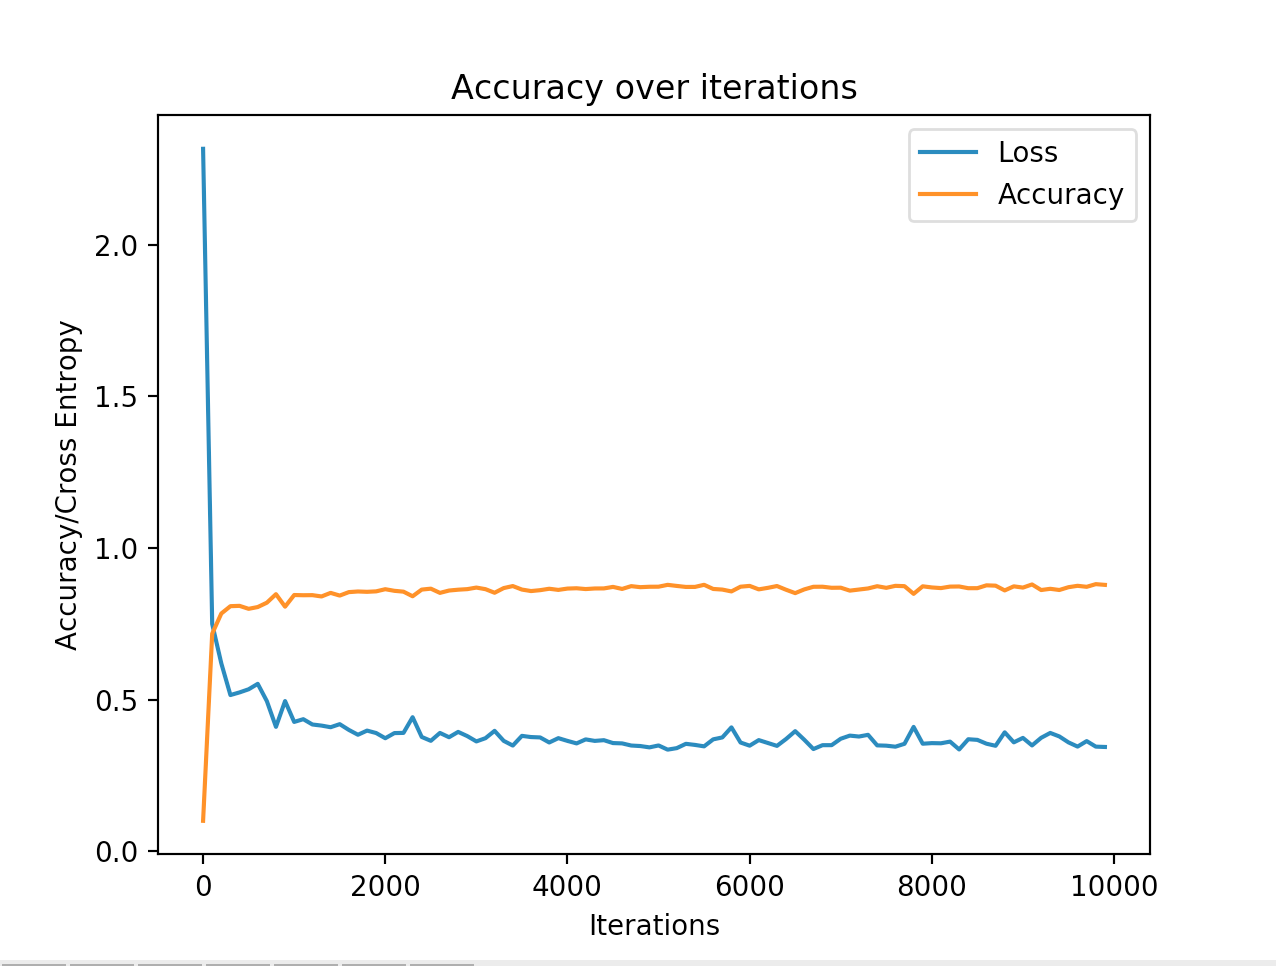 Accuracy over iterations
Loss
Accuracy
Accuracy/Cross Entropy
2.0
1.5
1.0
0.5
0.0
0 2000 4000 6000 8000 10000
Iterations